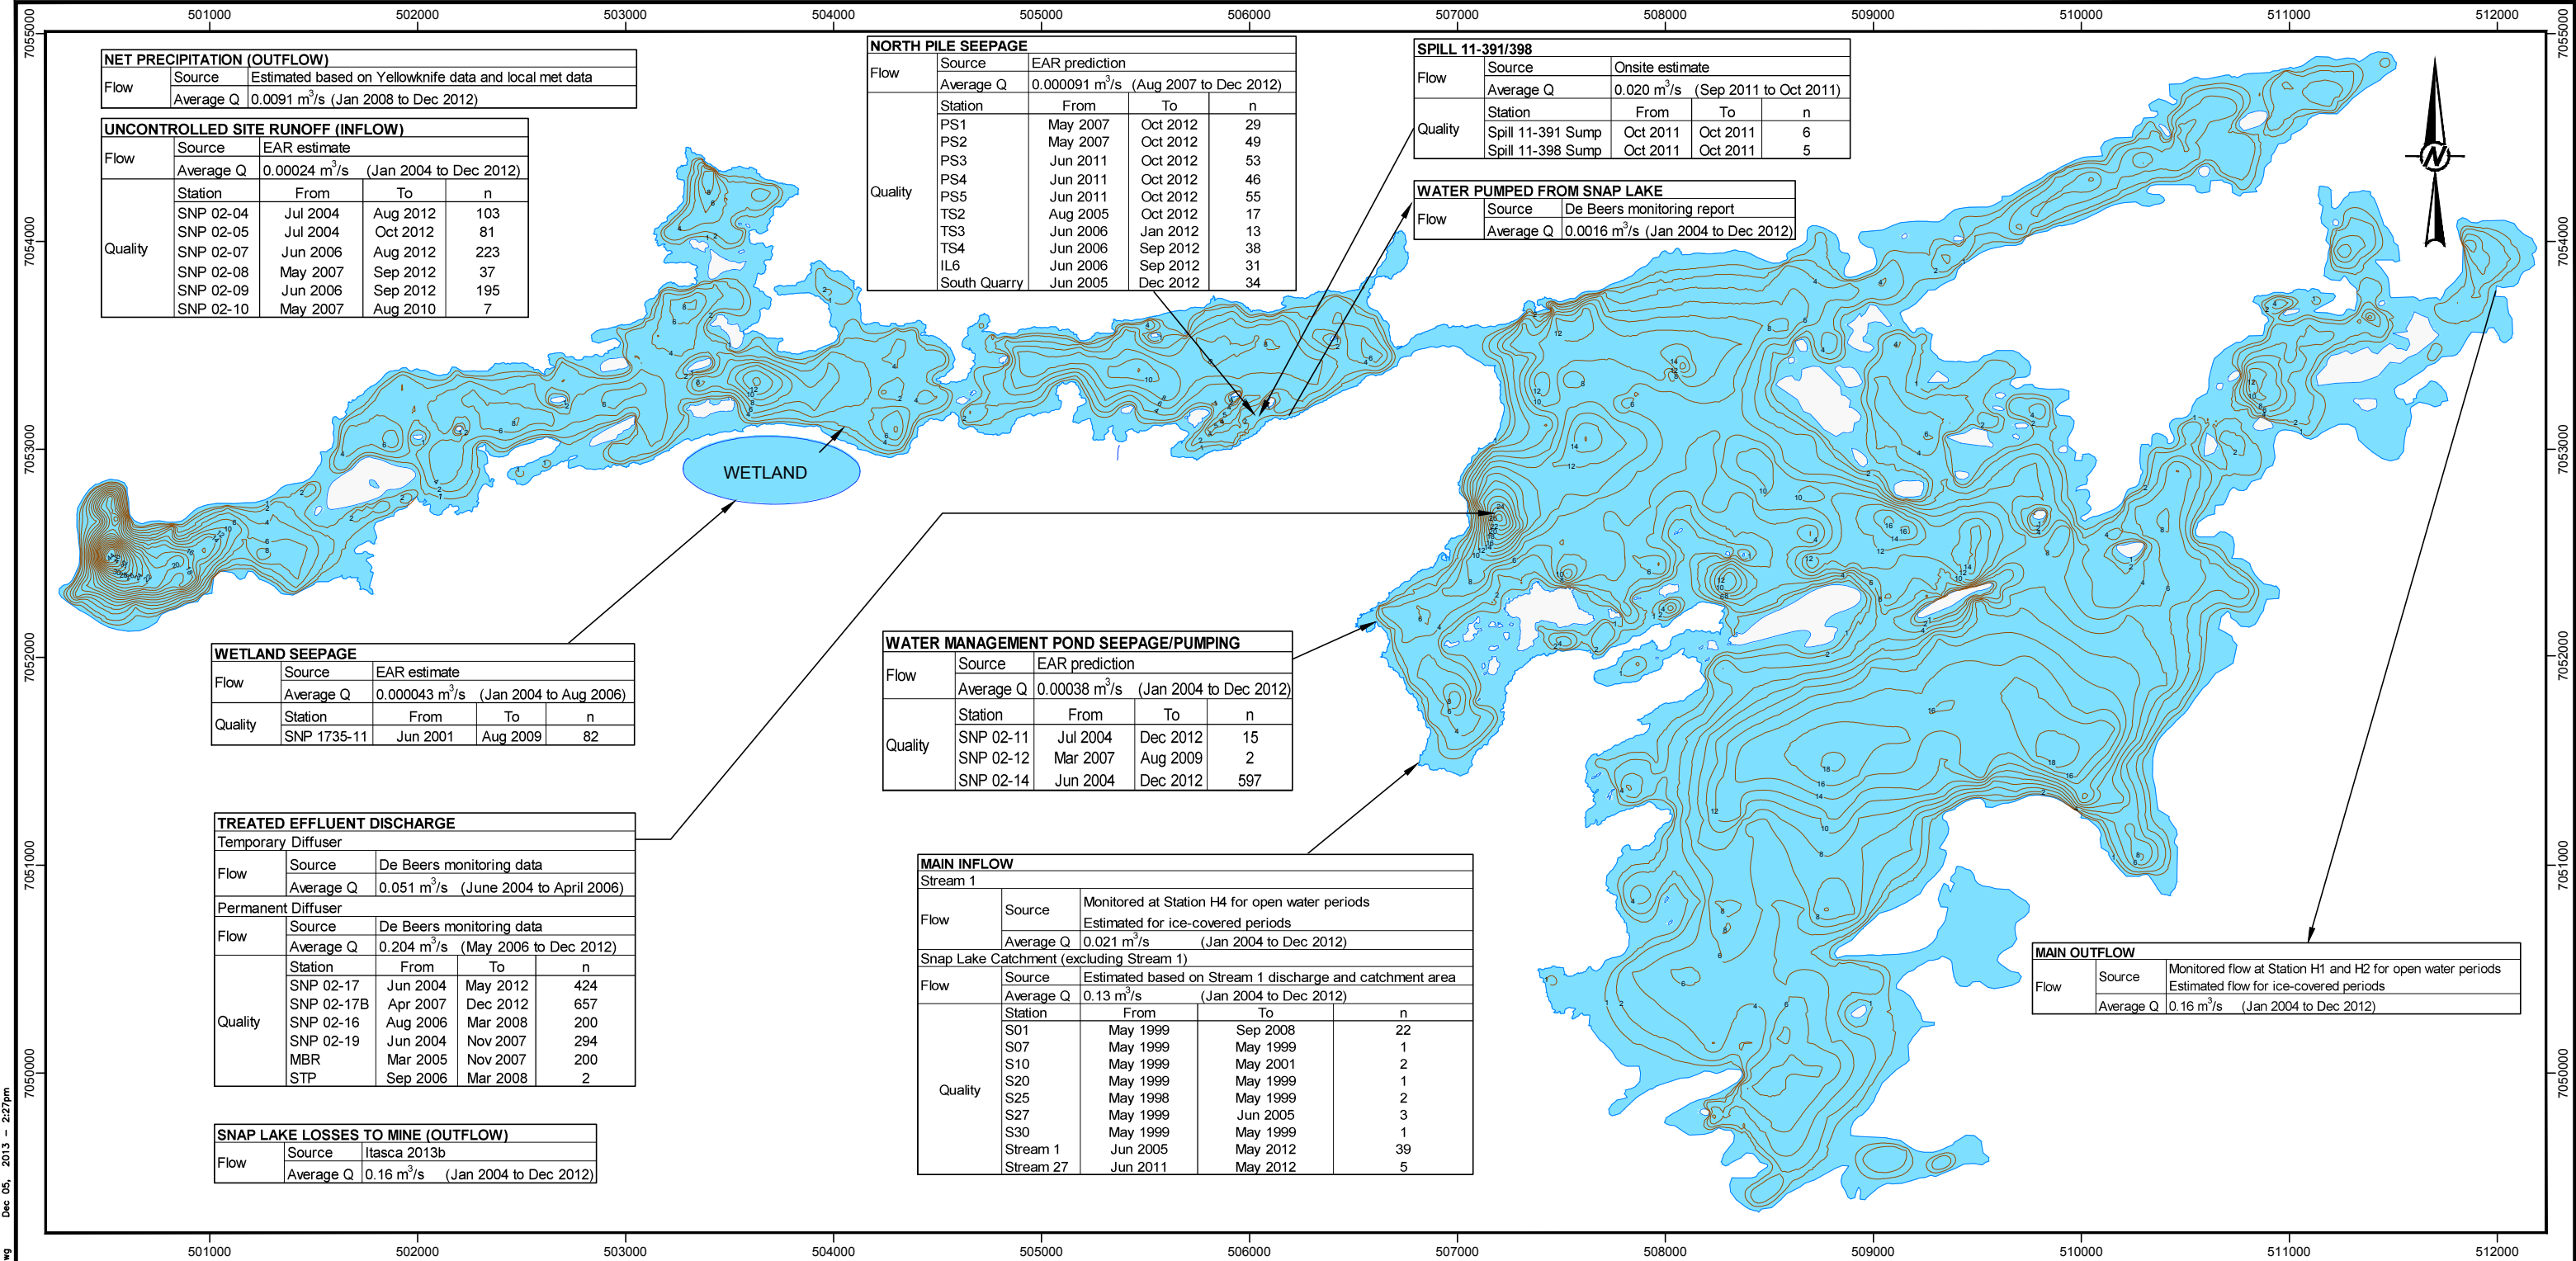 501000 502000 503000 504000 505000 506000 507000 508000 509000 510000 511000 512000
7055000
7054000
7053000
7052000
7051000
7050000
NET PRECIPITATION (OUTFLOW)
Flow Source Estimated based on Yellowknife data and local met data
Average Q 0.0091 m³/s (Jan 2008 to Dec 2012)
UNCONTROLLED SITE RUNOFF (INFLOW)
Flow Source EAR estimate
Average Q 0.00024 m³/s (Jan 2004 to Dec 2012)
Quality Station From To n
SNP 02-04 Jul 2004 Aug 2012 103
SNP 02-05 Jul 2004 Oct 2012 81
SNP 02-07 Jun 2006 Aug 2012 223
SNP 02-08 May 2007 Sep 2012 37
SNP 02-09 Jun 2006 Sep 2012 195
SNP 02-10 May 2007 Aug 2010 7
NORTH PILE SEEPAGE
Flow Source EAR prediction
Average Q 0.000091 m³/s (Aug 2007 to Dec 2012)
Quality Station From To n
PS1 May 2007 Oct 2012 29
PS2 May 2007 Oct 2012 49
PS3 Jun 2011 Oct 2012 53
PS4 Jun 2011 Oct 2012 46
PS5 Jun 2011 Oct 2012 55
TS2 Aug 2005 Oct 2012 17
TS3 Jun 2006 Jan 2012 13
TS4 Jun 2006 Sep 2012 38
IL6 Jun 2006 Sep 2012 31
South Quarry Jun 2005 Dec 2012 34
SPILL 11-391/398
Flow Source Onsite estimate
Average Q 0.020 m³/s (Sep 2011 to Oct 2011)
Quality Station From To n
Spill 11-391 Sump Oct 2011 Oct 2011 6
Spill 11-398 Sump Oct 2011 Oct 2011 5
WATER PUMPED FROM SNAP LAKE
Flow Source De Beers monitoring report
Average Q 0.0016 m³/s (Jan 2004 to Dec 2012)
N
WETLAND
WETLAND SEEPAGE
Flow Source EAR estimate
Average Q 0.000043 m³/s (Jan 2004 to Aug 2006)
Quality Station From To n
SNP 1735-11 Jun 2001 Aug 2009 82
WATER MANAGEMENT POND SEEPAGE/PUMPING
Flow Source EAR prediction
Average Q 0.00038 m³/s (Jan 2004 to Dec 2012)
Quality Station From To n
SNP 02-11 Jul 2004 Dec 2012 15
SNP 02-12 Mar 2007 Aug 2009 2
SNP 02-14 Jun 2004 Dec 2012 597
TREATED EFFLUENT DISCHARGE
Temporary Diffuser
Flow Source De Beers monitoring data
Average Q 0.051 m³/s (June 2004 to April 2006)
Permanent Diffuser
Flow Source De Beers monitoring data
Average Q 0.204 m³/s (May 2006 to Dec 2012)
Quality Station From To n
SNP 02-17 Jun 2004 May 2012 424
SNP 02-17B Apr 2007 Dec 2012 657
SNP 02-16 Aug 2006 Mar 2008 200
SNP 02-19 Jun 2004 Nov 2007 294
MBR Mar 2005 Nov 2007 200
STP Sep 2006 Mar 2008 2
MAIN INFLOW
Stream 1
Flow Source Monitored at Station H4 for open water periods
Estimated for ice-covered periods
Average Q 0.021 m³/s (Jan 2004 to Dec 2012)
Snap Lake Catchment (excluding Stream 1)
Flow Source Estimated based on Stream 1 discharge and catchment area
Average Q 0.13 m³/s (Jan 2004 to Dec 2012)
Quality Station From To n
S01 May 1999 Sep 2008 22
S07 May 1999 May 1999 1
S10 May 1999 May 2001 2
S20 May 1999 May 1999 1
S25 May 1998 May 1999 2
S27 May 1999 Jun 2005 3
S30 May 1999 May 1999 1
Stream 1 Jun 2005 May 2012 39
Stream 27 Jun 2011 May 2012 5
MAIN OUTFLOW
Flow Source Monitored flow at Station H1 and H2 for open water periods
Estimated flow for ice-covered periods
Average Q 0.16 m³/s (Jan 2004 to Dec 2012)
SNAP LAKE LOSSES TO MINE (OUTFLOW)
Flow Source Itasca 2013b
Average Q 0.16 m³/s (Jan 2004 to Dec 2012)
7055000
7054000
7053000
7052000
7051000
7050000
501000 502000 503000 504000 505000 506000 507000 508000 509000 510000 511000 512000
wg Dec 05, 2013 - 2:27pm